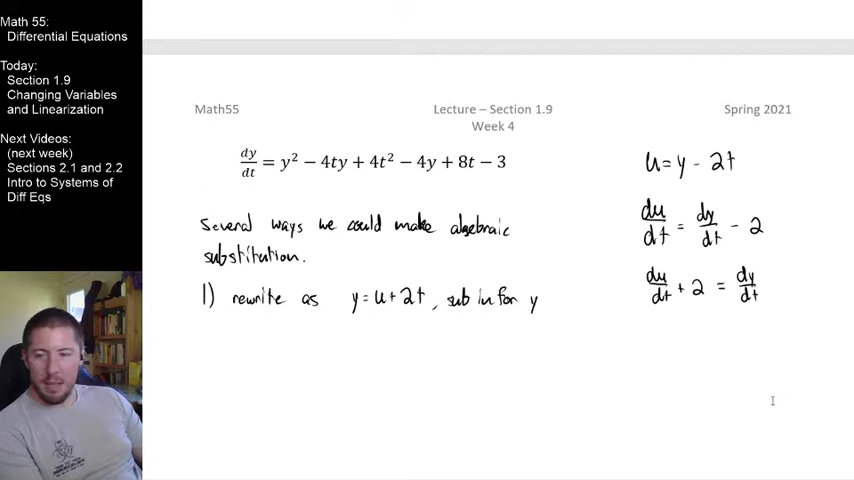 Math 55:
Differential Equations
Today:
Section 1.9
Changing Variables
and Linearization
Next Videos:
(next week)
Sections 2.1 and 2.2
Intro to Systems of
Diff Eqs
Math55
Lecture – Section 1.9
Week 4
Spring 2021
dy/dt = y² − 4ty + 4t² − 4y + 8t − 3
Several ways we could make algebraic
substitution.
1) rewrite as y = u + 2t, sub in for y
u = y - 2t
du/dt = dy/dt - 2
du/dt + 2 = dy/dt